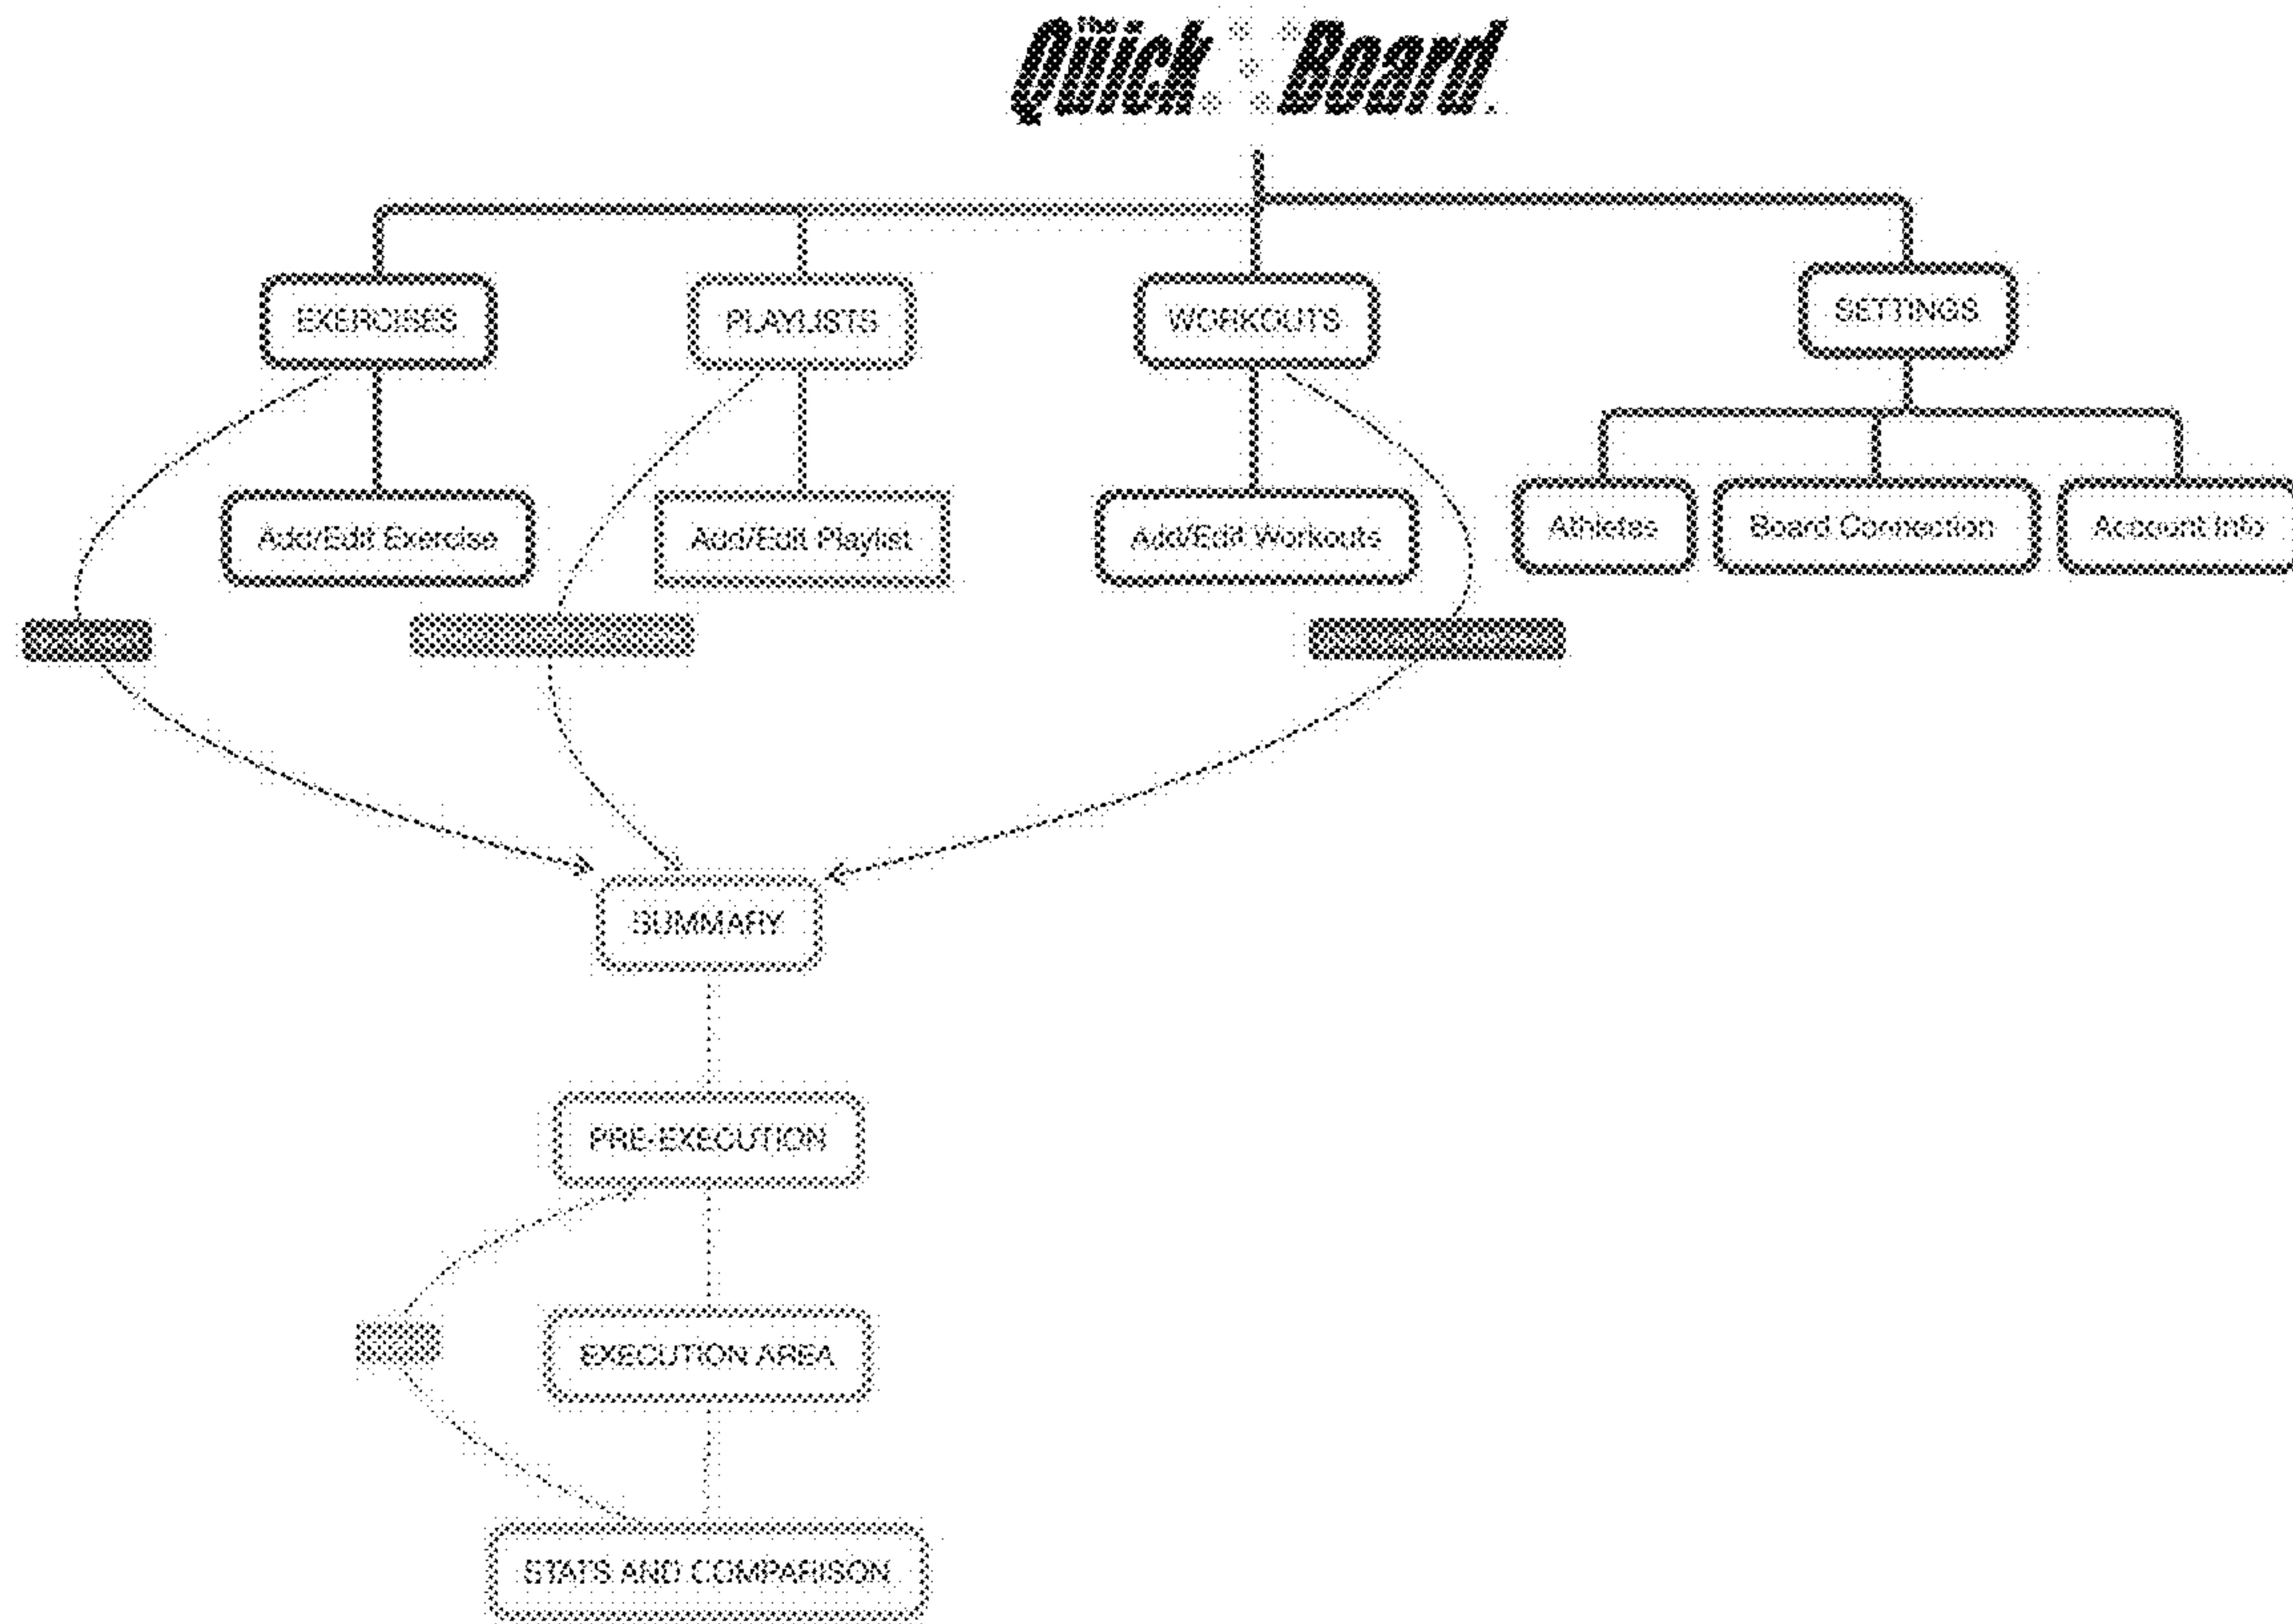 Quick Board
EXERCISES
PLAYLISTS
WORKOUTS
SETTINGS
Add/Edit Exercise
Add/Edit Playlist
Add/Edit Workouts
Athletes
Board Connection
Account Info
SUMMARY
PRE-EXECUTION
EXECUTION AREA
STATS AND COMPARISON